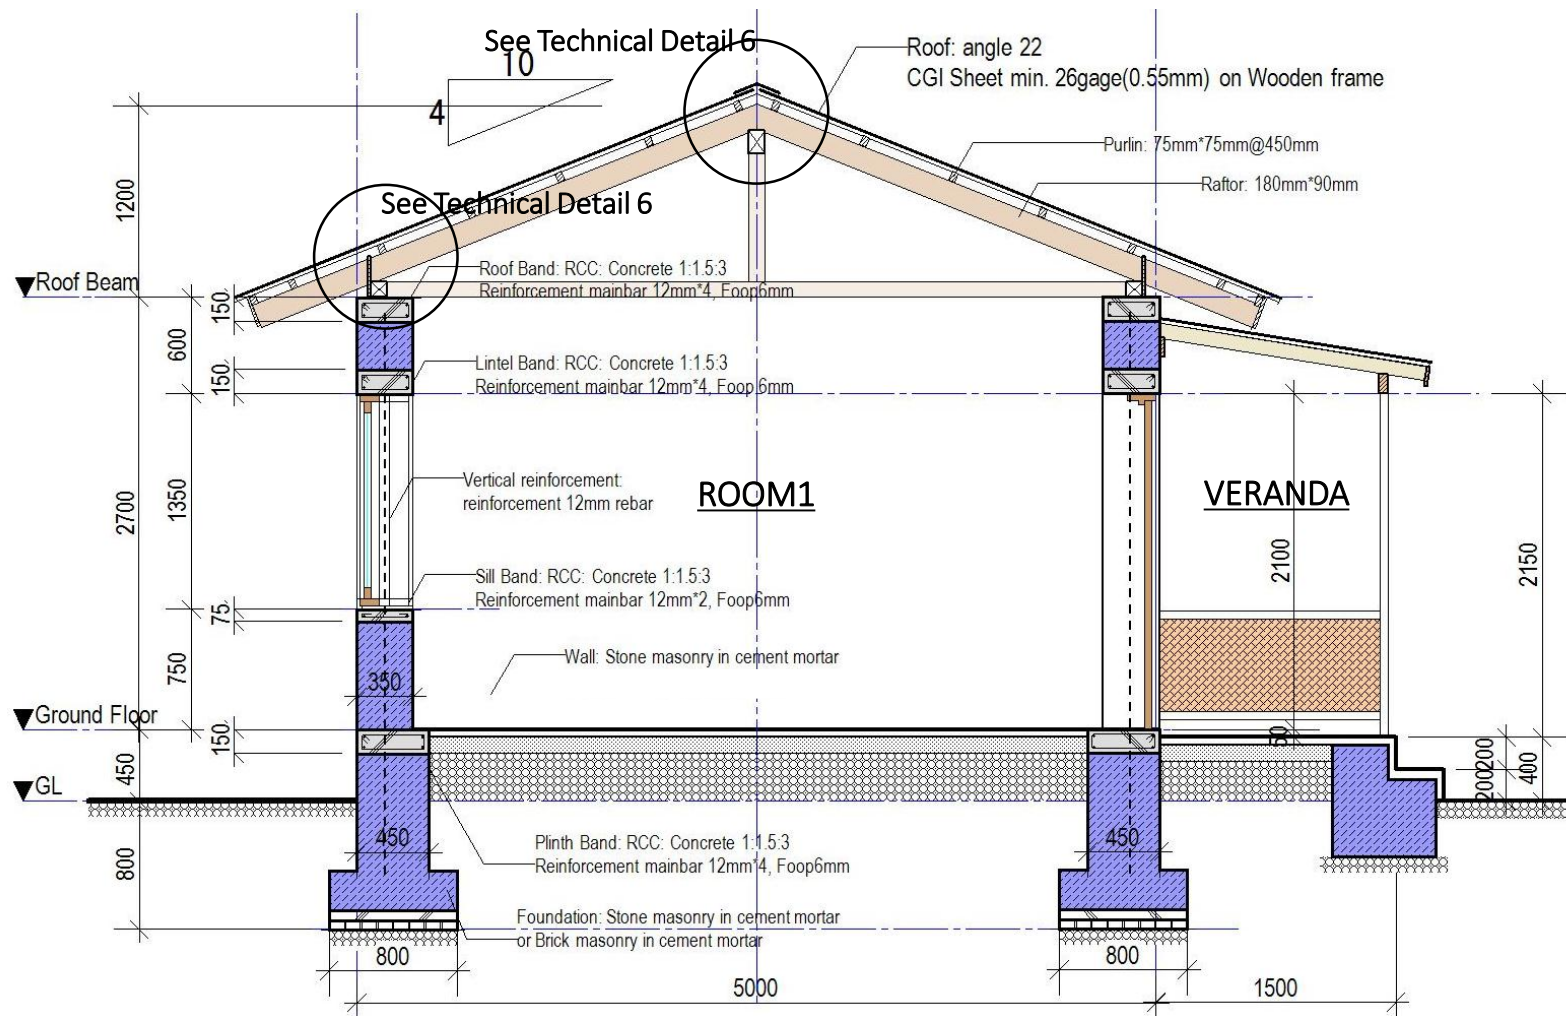 See Technical Detail 6
10
4
Roof: angle 22
CGI Sheet min. 26gage(0.55mm) on Wooden frame
Purlin: 75mm*75mm@450mm
Raftor: 180mm*90mm
1200
See Technical Detail 6
Roof Band: RCC: Concrete 1:1.5:3
Reinforcement mainbar 12mm*4, Foop6mm
Roof Beam
150
600
150
Lintel Band: RCC: Concrete 1:1.5:3
Reinforcement mainbar 12mm*4, Foop 6mm
2700
1350
Vertical reinforcement:
reinforcement 12mm rebar
ROOM1
VERANDA
2100
2150
Sill Band: RCC: Concrete 1:1.5:3
Reinforcement mainbar 12mm*2, Foop6mm
75
750
350
Wall: Stone masonry in cement mortar
Ground Floor
150
450
GL
50
200
200
400
800
450
450
Plinth Band: RCC: Concrete 1:1.5:3
Reinforcement mainbar 12mm*4, Foop6mm
Foundation: Stone masonry in cement mortar
or Brick masonry in cement mortar
800
800
5000
1500